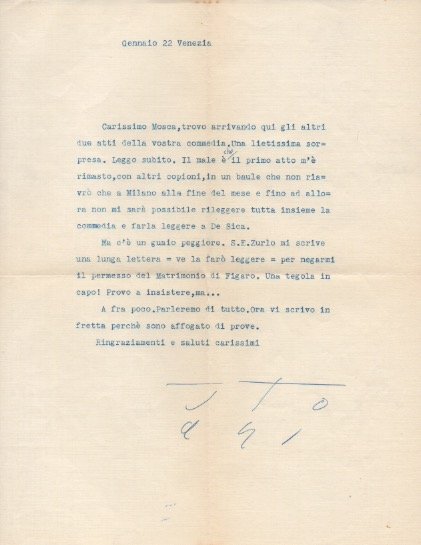 Gennaio 22 Venezia
Carissimo Mosca,trovo arrivando qui gli altri
due atti della vostra commedia.Una lietissima sor=
presa. Leggo subito. Il male è che il primo atto m'è
rimasto,con altri copioni,in un baule che non ria=
vrò che a Milano alla fine del mese e fino ad allo=
ra non mi sarà possibile rileggere tutta insieme la
commedia e farla leggere a De Sica.
Ma c'è un guaio peggiore. S.E.Zurlo mi scrive
una lunga lettera = ve la farò leggere = per negarmi
il permesso del Matrimonio di Figaro. Una tegola in
capo! Provo a insistere,ma...
A fra poco.Parleremo di tutto.Ora vi scrivo in
fretta perchè sono affogato di prove.
Ringraziamenti e saluti carissimi